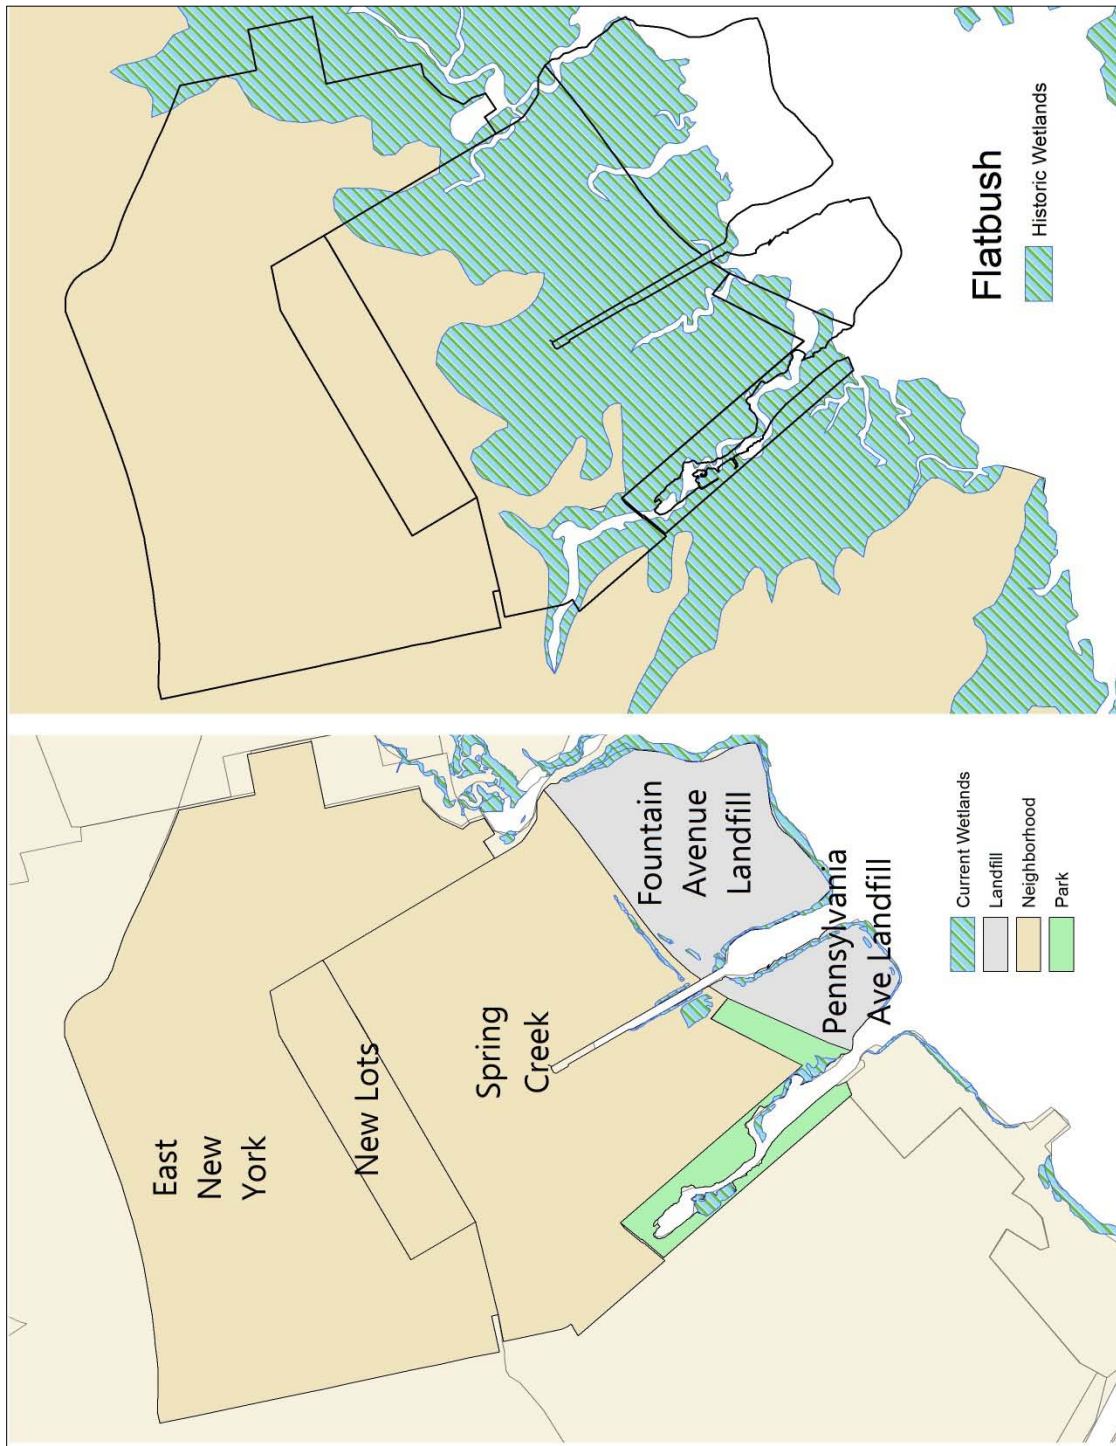 East
New
York
New Lots
Spring
Creek
Fountain
Avenue
Landfill
Pennsylvania
Ave Landfill
Current Wetlands
Landfill
Neighborhood
Park
Flatbush
Historic Wetlands